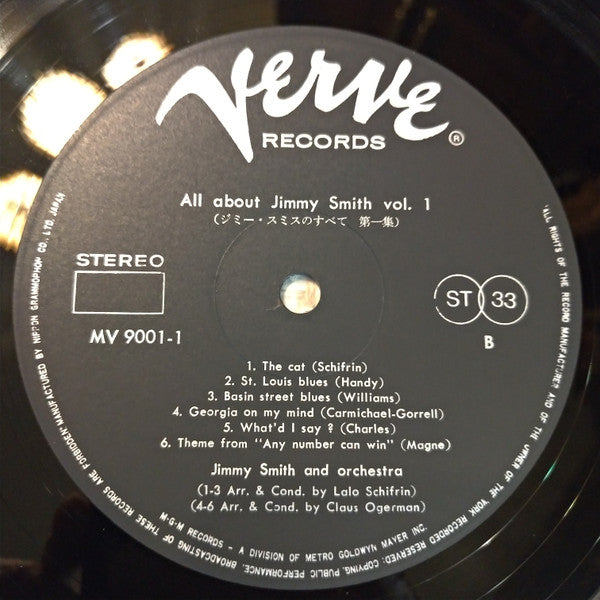 Verve
RECORDS ®
All about Jimmy Smith vol. 1
(ジミー・スミスのすべて 第一集)
STEREO
MV 9001-1
ST 33
B
1. The cat (Schifrin)
2. St. Louis blues (Handy)
3. Basin street blues (Williams)
4. Georgia on my mind (Carmichael-Gorrell)
5. What'd I say ? (Charles)
6. Theme from "Any number can win" (Magne)
Jimmy Smith and orchestra
(1-3 Arr. & Cond. by Lalo Schifrin)
(4-6 Arr. & Cond. by Claus Ogerman)
M-G-M RECORDS - A DIVISION OF METRO GOLDWYN MAYER INC.
ALL RIGHTS OF THE RECORD MANUFACTURER AND OF THE OWNER OF THE WORK RECORDED RESERVED. COPYING, PUBLIC PERFORMANCE, BROADCASTING OF THESE RECORDS ARE FORBIDDEN. MANUFACTURED BY NIPPON GRAMMOPHON CO., LTD. JAPAN